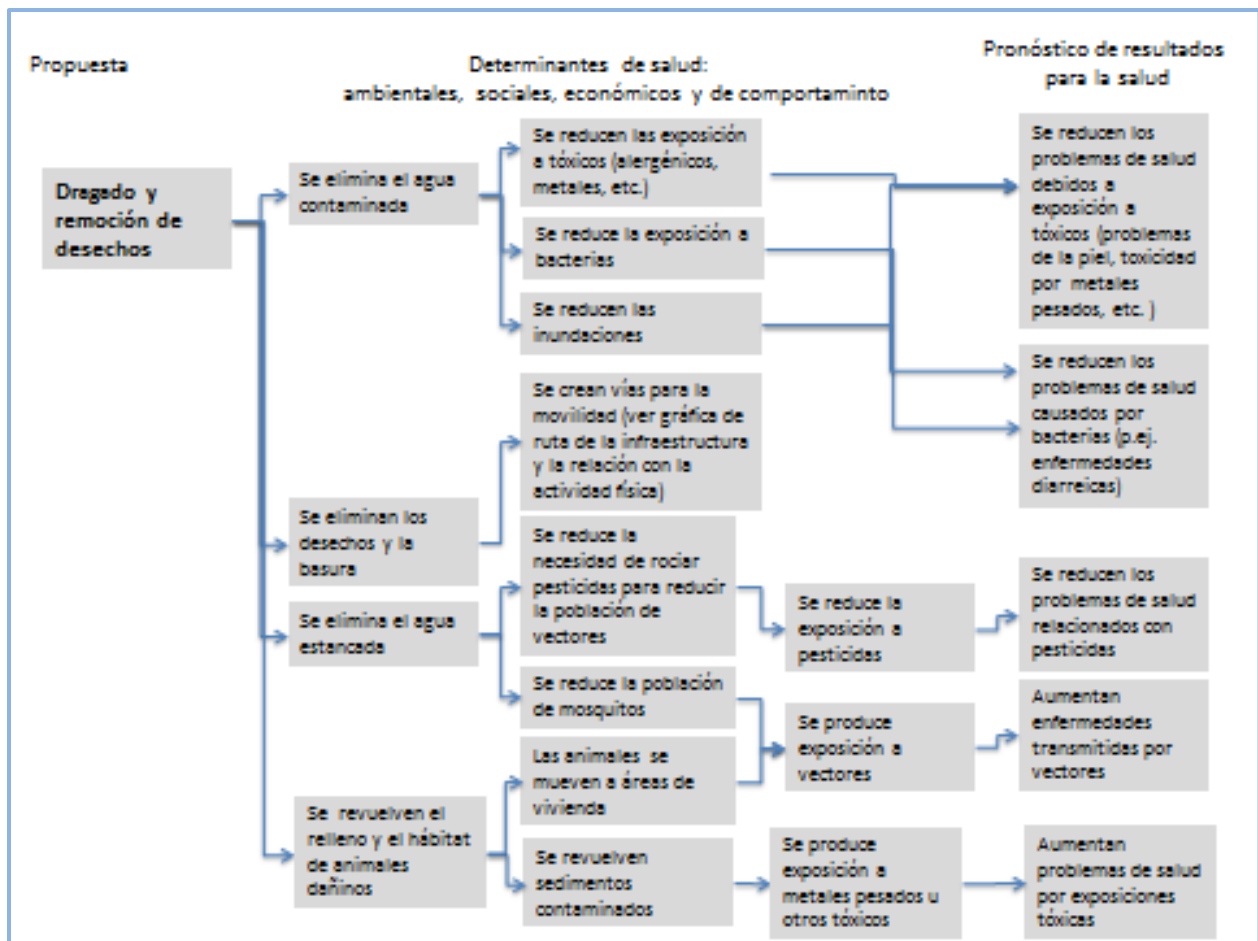 Propuesta
Determinantes de salud:
ambientales, sociales, económicos y de comportaminto
Pronóstico de resultados
para la salud
Dragado y
remoción de
desechos
Se elimina el agua
contaminada
Se reducen las exposición
a tóxicos (alergénicos,
metales, etc.)
Se reduce la exposición a
bacterias
Se reducen las
inundaciones
Se reducen los
problemas de salud
debidos a
exposición a
tóxicos (problemas
de la piel, toxicidad
por metales
pesados, etc. )
Se reducen los
problemas de salud
causados por
bacterias (p.ej.
enfermedades
diarreicas)
Se eliminan los
desechos y la
basura
Se crean vías para la
movilidad (ver gráfica de
ruta de la infraestructura
y la relación con la
actividad física)
Se elimina el agua
estancada
Se reduce la
necesidad de rociar
pesticidas para reducir
la población de
vectores
Se reduce la
exposición a
pesticidas
Se reducen los
problemas de salud
relacionados con
pesticidas
Se reduce la población
de mosquitos
Se produce
exposición a
vectores
Aumentan
enfermedades
transmitidas por
vectores
Se revuelven el
relleno y el hábitat
de animales
dañinos
Las animales se
mueven a áreas de
vivienda
Se revuelven
sedimentos
contaminados
Se produce
exposición a
metales pesados u
otros tóxicos
Aumentan
problemas de salud
por exposiciones
tóxicas